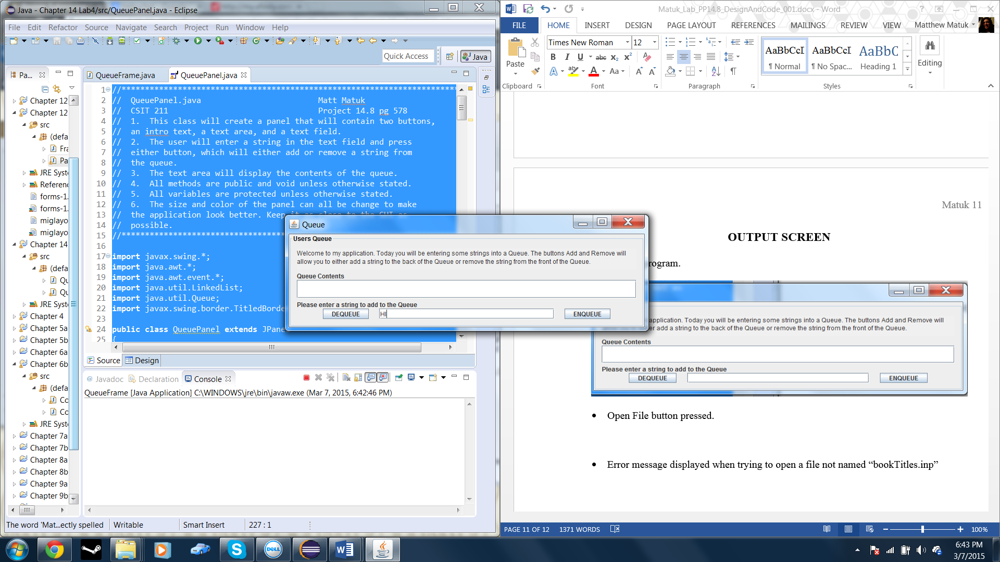 Java - Chapter 14 Lab4/src/QueuePanel.java - Eclipse
File Edit Refactor Source Navigate Search Project Run Window Help
Quick Access
Java
Pa...
QueueFrame.java
QueuePanel.java
Chapter 12
Chapter 12
src
(defa
Fra
Pa
JRE Syst
Referenc
forms-1.
forms-1.
miglayo
miglayo
Chapter 14
src
(defa
Qu
Qu
JRE Syst
Chapter 4
Chapter 5a
Chapter 5b
Chapter 6a
Chapter 6b
src
(defa
Co
Co
JRE Syst
Chapter 7a
Chapter 7b
Chapter 8a
Chapter 8b
Chapter 9a
Chapter 9b
1 //************************************************************************
2 // QueuePanel.java Matt Matuk
3 // CSIT 211 Project 14.8 pg 578
4 // 1. This class will create a panel that will contain two buttons,
5 // an intro text, a text area, and a text field.
6 // 2. The user will enter a string in the text field and press
7 // either button, which will either add or remove a string from
8 // the queue.
9 // 3. The text area will display the contents of the queue.
10 // 4. All methods are public and void unless otherwise stated.
11 // 5. All variables are protected unless otherwise stated.
12 // 6. The size and color of the panel can all be change to make
13 // the application look better. Keep it as close to the GUI as
14 // possible.
15 //***********************************
16
17 import javax.swing.*;
18 import java.awt.*;
19 import java.awt.event.*;
20 import java.util.LinkedList;
21 import java.util.Queue;
22 import javax.swing.border.TitledBorde
23
24 public class QueuePanel extends JPane
25 {
Source Design
Javadoc Declaration Console
QueueFrame [Java Application] C:\WINDOWS\jre\bin\javaw.exe (Mar 7, 2015, 6:42:46 PM)
The word 'Mat...ectly spelled Writable Smart Insert 227 : 1
Queue
Users Queue
Welcome to my application. Today you will be entering some strings into a Queue. The buttons Add and Remove will
allow you to either add a string to the back of the Queue or remove the string from the front of the Queue.
Queue Contents
Please enter a string to add to the Queue
DEQUEUE HI ENQUEUE
Matuk_Lab_PP14.8_DesignAndCode_001.docx - Word
FILE HOME INSERT DESIGN PAGE LAYOUT REFERENCES MAILINGS REVIEW VIEW Matthew Matuk
Paste
Times New Roman 12
B I U abc X2 X2
A A Aa A A
AaBbCcI AaBbCcI AaBbC
¶ Normal ¶ No Spac... Heading 1
Editing
Clipboard Font Paragraph Styles
Matuk 11
OUTPUT SCREEN
rogram.
application. Today you will be entering some strings into a Queue. The buttons Add and Remove will
er add a string to the back of the Queue or remove the string from the front of the Queue.
Queue Contents
Please enter a string to add to the Queue
DEQUEUE ENQUEUE
• Open File button pressed.
• Error message displayed when trying to open a file not named “bookTitles.inp”
PAGE 11 OF 12 1371 WORDS 100%
DELL
6:43 PM
3/7/2015